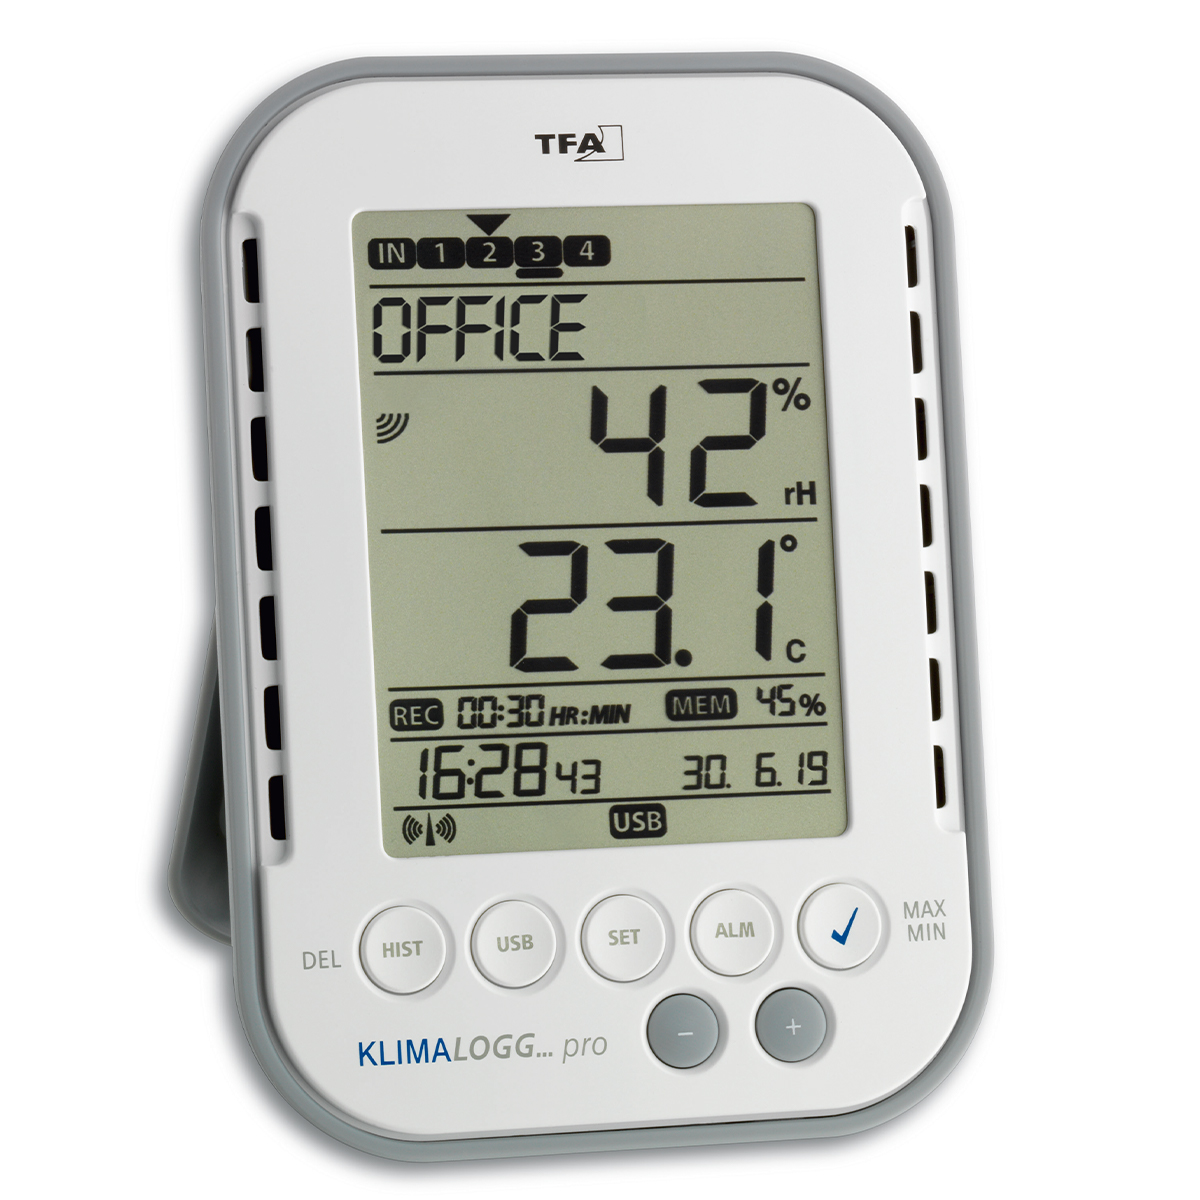 TFA
IN 1 2 3 4
OFFICE
42 %
rH
23.1°
C
REC 00:30 HR:MIN MEM 45%
16:28 43 30. 6. 19
USB
DEL HIST USB SET ALM MAX
MIN
- +
KLIMALOGG... pro